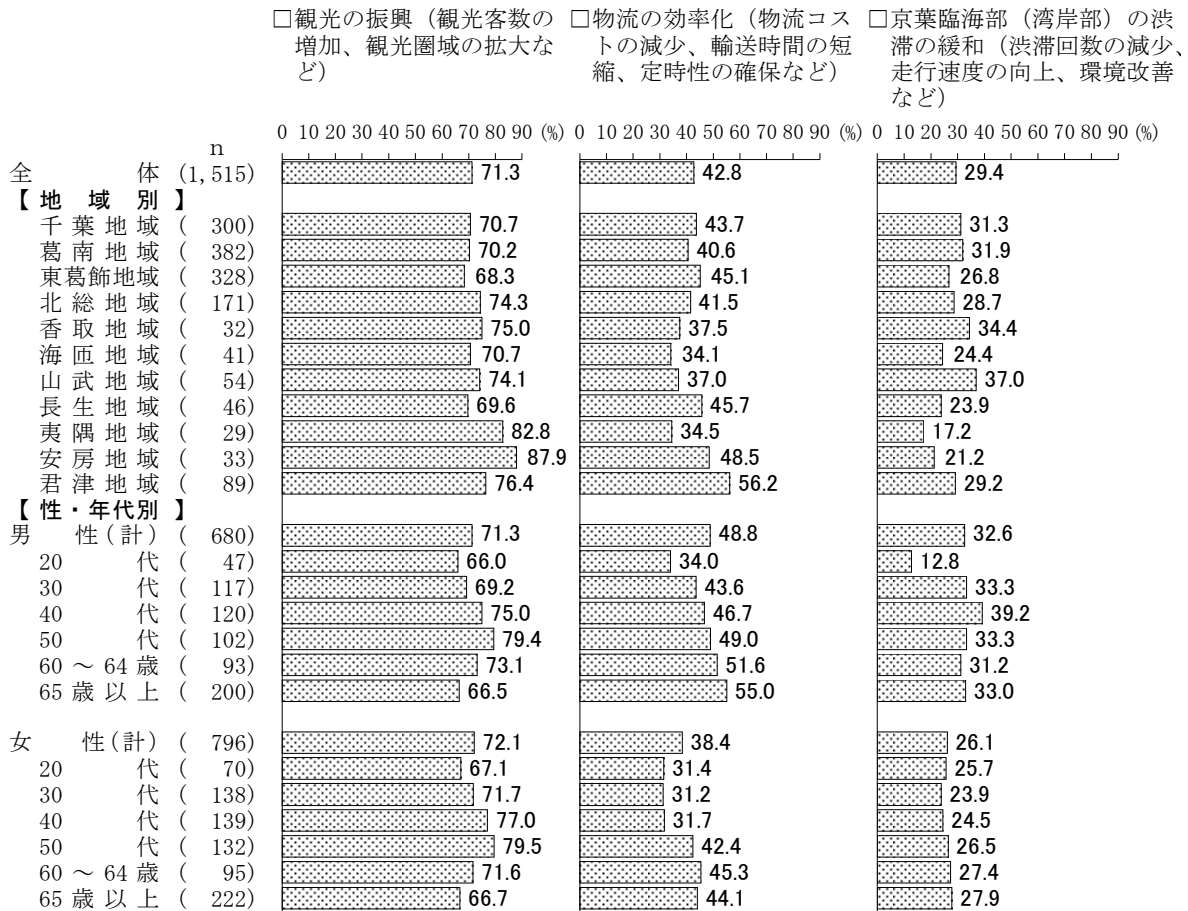 □観光の振興（観光客数の
増加、観光圏域の拡大な
ど）
□物流の効率化（物流コス
トの減少、輸送時間の短
縮、定時性の確保など）
□京葉臨海部（湾岸部）の渋
滞の緩和（渋滞回数の減少、
走行速度の向上、環境改善
など）
0 10 20 30 40 50 60 70 80 90 (%) 0 10 20 30 40 50 60 70 80 90 (%) 0 10 20 30 40 50 60 70 80 90 (%)
n
全体 (1,515) 71.3 42.8 29.4
【地域別】
千葉地域 ( 300) 70.7 43.7 31.3
葛南地域 ( 382) 70.2 40.6 31.9
東葛飾地域 ( 328) 68.3 45.1 26.8
北総地域 ( 171) 74.3 41.5 28.7
香取地域 ( 32) 75.0 37.5 34.4
海匝地域 ( 41) 70.7 34.1 24.4
山武地域 ( 54) 74.1 37.0 37.0
長生地域 ( 46) 69.6 45.7 23.9
夷隅地域 ( 29) 82.8 34.5 17.2
安房地域 ( 33) 87.9 48.5 21.2
君津地域 ( 89) 76.4 56.2 29.2
【性・年代別】
男性(計) ( 680) 71.3 48.8 32.6
20代 ( 47) 66.0 34.0 12.8
30代 ( 117) 69.2 43.6 33.3
40代 ( 120) 75.0 46.7 39.2
50代 ( 102) 79.4 49.0 33.3
60～64歳 ( 93) 73.1 51.6 31.2
65歳以上 ( 200) 66.5 55.0 33.0
女性(計) ( 796) 72.1 38.4 26.1
20代 ( 70) 67.1 31.4 25.7
30代 ( 138) 71.7 31.2 23.9
40代 ( 139) 77.0 31.7 24.5
50代 ( 132) 79.5 42.4 26.5
60～64歳 ( 95) 71.6 45.3 27.4
65歳以上 ( 222) 66.7 44.1 27.9